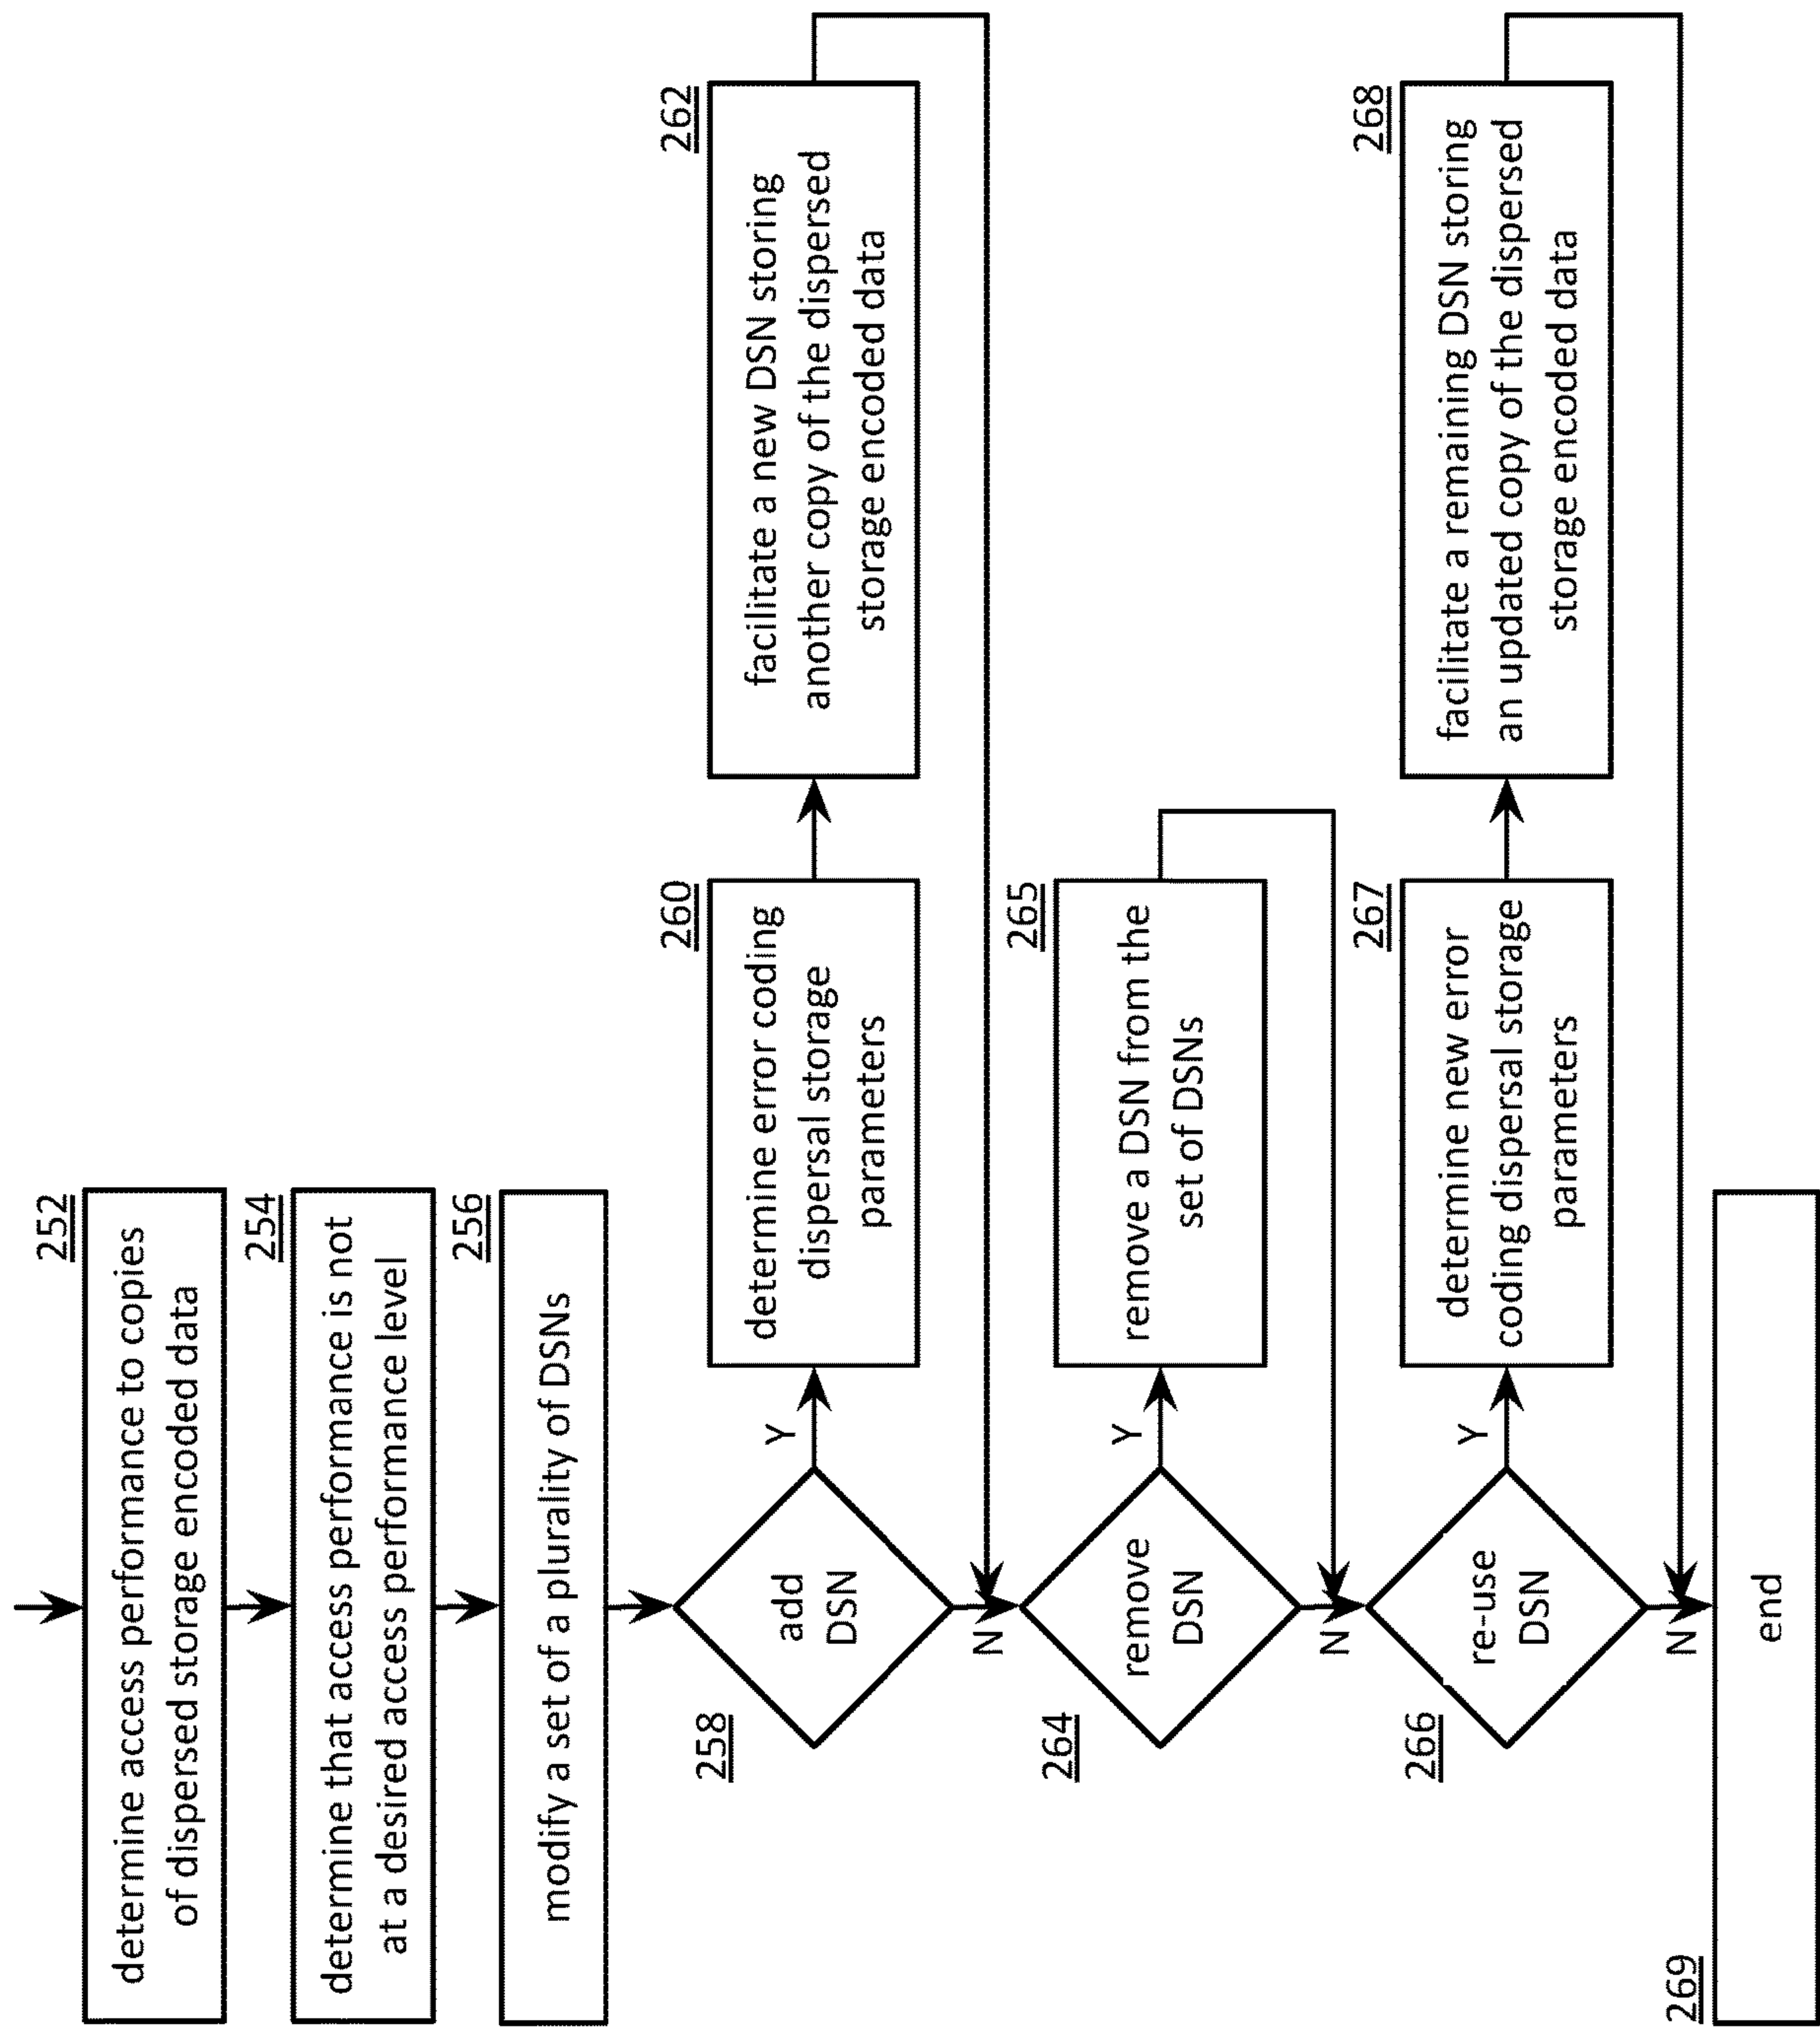 252
determine access performance to copies
of dispersed storage encoded data
254
determine that access performance is not
at a desired access performance level
256
modify a set of a plurality of DSNs
258
add
DSN
Y
N
260
determine error coding
dispersal storage
parameters
262
facilitate a new DSN storing
another copy of the dispersed
storage encoded data
264
remove
DSN
Y
N
265
remove a DSN from the
set of DSNs
266
re-use
DSN
Y
N
267
determine new error
coding dispersal storage
parameters
268
facilitate a remaining DSN storing
an updated copy of the dispersed
storage encoded data
269
end